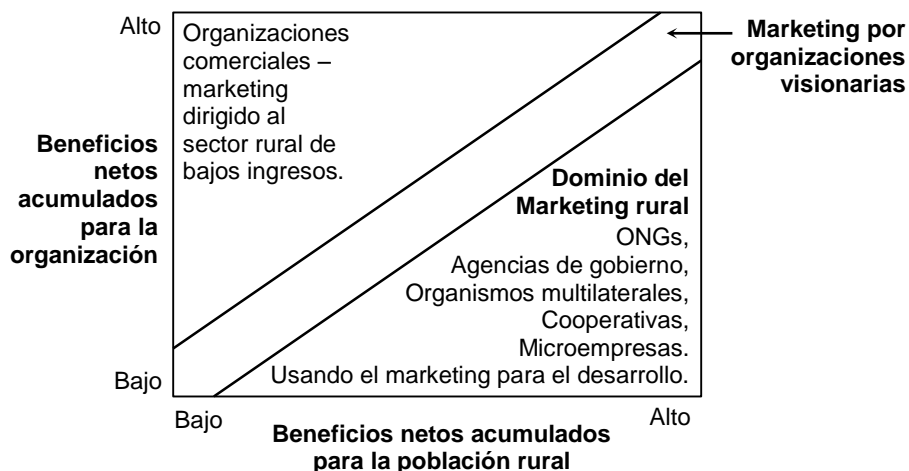 Alto
Organizaciones
comerciales –
marketing
dirigido al
sector rural de
bajos ingresos.
Marketing por
organizaciones
visionarias
Beneficios
netos
acumulados
para la
organización
Dominio del
Marketing rural
ONGs,
Agencias de gobierno,
Organismos multilaterales,
Cooperativas,
Microempresas.
Usando el marketing para el desarrollo.
Bajo
Bajo
Alto
Beneficios netos acumulados
para la población rural